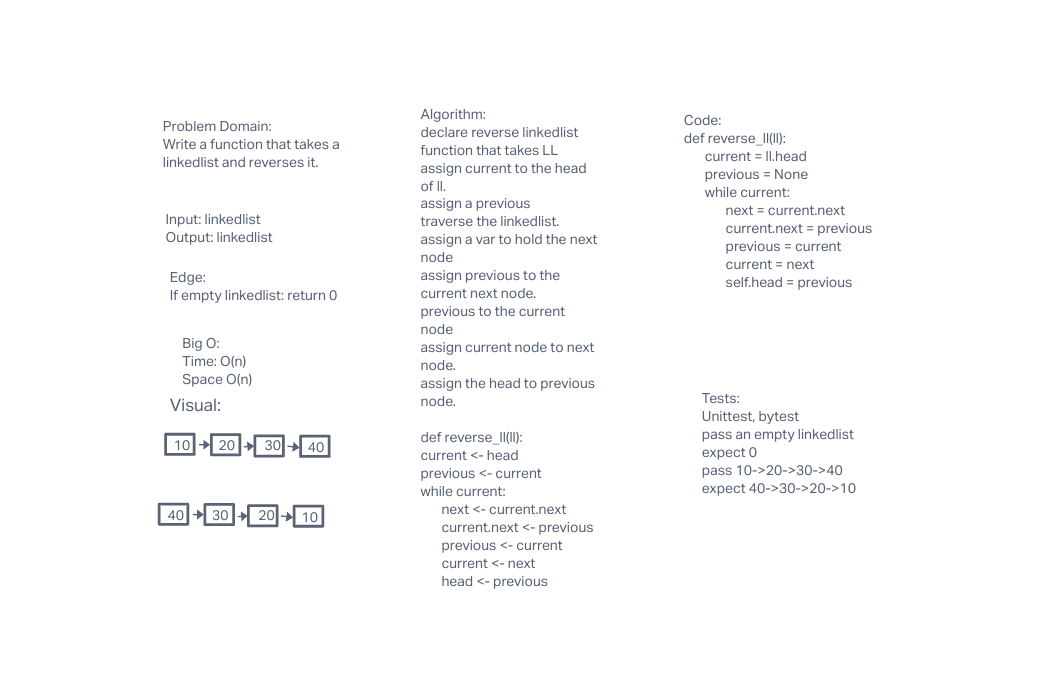 Problem Domain:
Write a function that takes a
linkedlist and reverses it.
Input: linkedlist
Output: linkedlist
Edge:
If empty linkedlist: return 0
Big O:
Time: O(n)
Space O(n)
Visual:
10 20 30 40
40 30 20 10
Algorithm:
declare reverse linkedlist
function that takes LL
assign current to the head
of ll.
assign a previous
traverse the linkedlist.
assign a var to hold the next
node
assign previous to the
current next node.
previous to the current
node
assign current node to next
node.
assign the head to previous
node.
def reverse_ll(ll):
current <- head
previous <- current
while current:
next <- current.next
current.next <- previous
previous <- current
current <- next
head <- previous
Code:
def reverse_ll(ll):
current = ll.head
previous = None
while current:
next = current.next
current.next = previous
previous = current
current = next
self.head = previous
Tests:
Unittest, bytest
pass an empty linkedlist
expect 0
pass 10->20->30->40
expect 40->30->20->10